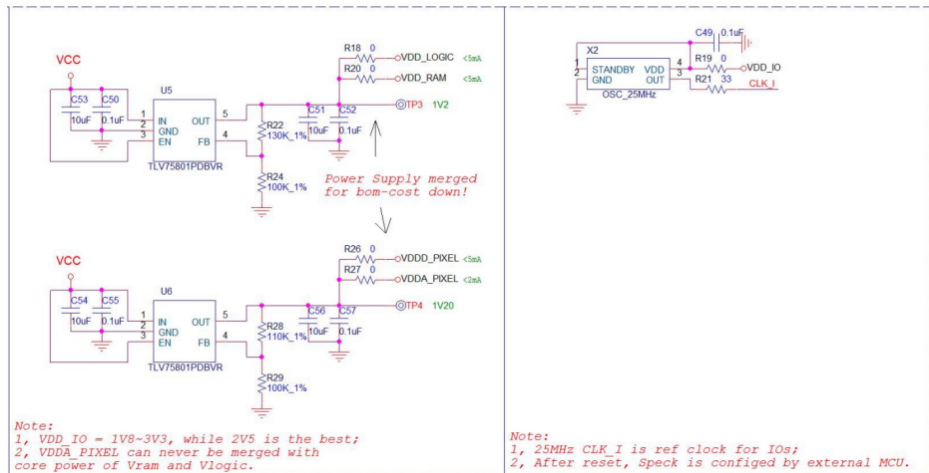 VCC
C53
C50
10uF
0.1uF
U5
1
2
3
IN
GND
EN
OUT
FB
5
4
TLV75801PDBVR
R18 0
VDD_LOGIC <5mA
R20 0
VDD_RAM <5mA
TP3 1V2
C51
C52
10uF
0.1uF
R22
130K_1%
R24
100K_1%
Power Supply merged
for bom-cost down!
VCC
C54
C55
10uF
0.1uF
U6
1
2
3
IN
GND
EN
OUT
FB
5
4
TLV75801PDBVR
R26 0
VDDD_PIXEL <5mA
R27 0
VDDA_PIXEL <2mA
TP4 1V20
C56
C57
10uF
0.1uF
R28
110K_1%
R29
100K_1%
Note:
1, VDD_IO = 1V8~3V3, while 2V5 is the best;
2, VDDA_PIXEL can never be merged with
core power of Vram and Vlogic.
C49 0.1uF
X2
1
2
STANDBY VDD
GND OUT
4
3
OSC_25MHz
R19 0
VDD_IO
R21 33
CLK_I
Note:
1, 25MHz CLK_I is ref clock for IOs;
2, After reset, Speck is configed by external MCU.